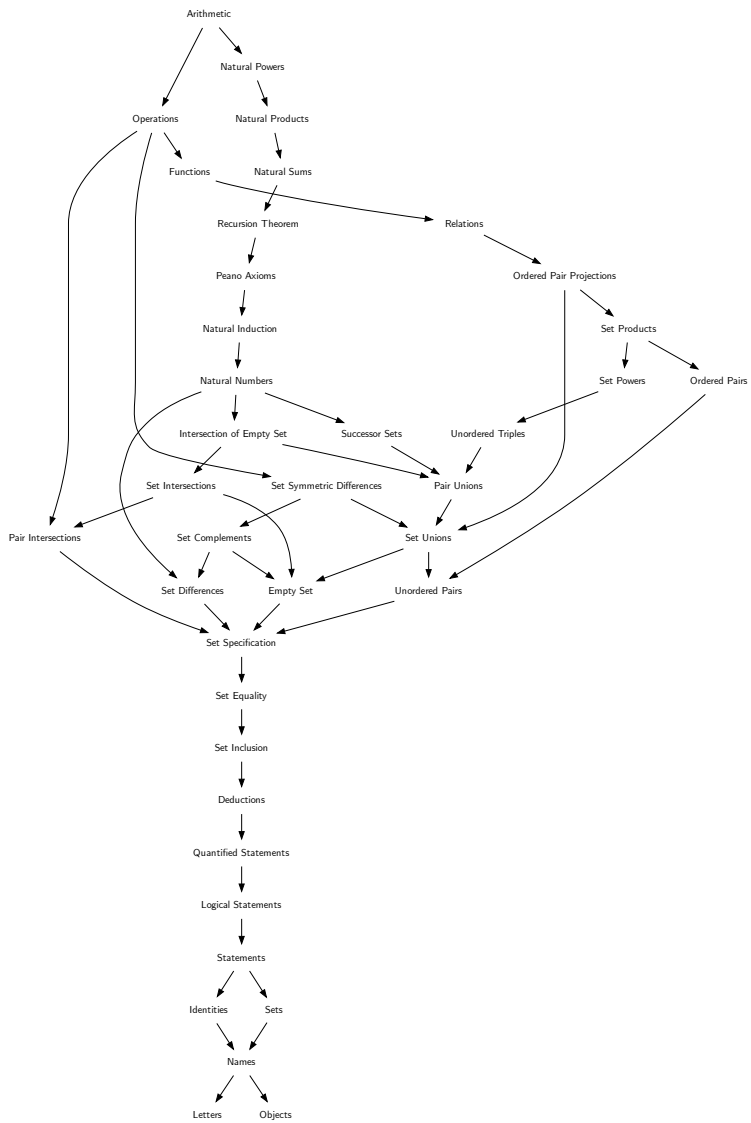 Arithmetic
Natural Powers
Operations
Natural Products
Functions
Natural Sums
Recursion Theorem
Relations
Peano Axioms
Ordered Pair Projections
Natural Induction
Set Products
Natural Numbers
Set Powers
Ordered Pairs
Intersection of Empty Set
Successor Sets
Unordered Triples
Set Intersections
Set Symmetric Differences
Pair Unions
Pair Intersections
Set Complements
Set Unions
Set Differences
Empty Set
Unordered Pairs
Set Specification
Set Equality
Set Inclusion
Deductions
Quantified Statements
Logical Statements
Statements
Identities
Sets
Names
Letters
Objects